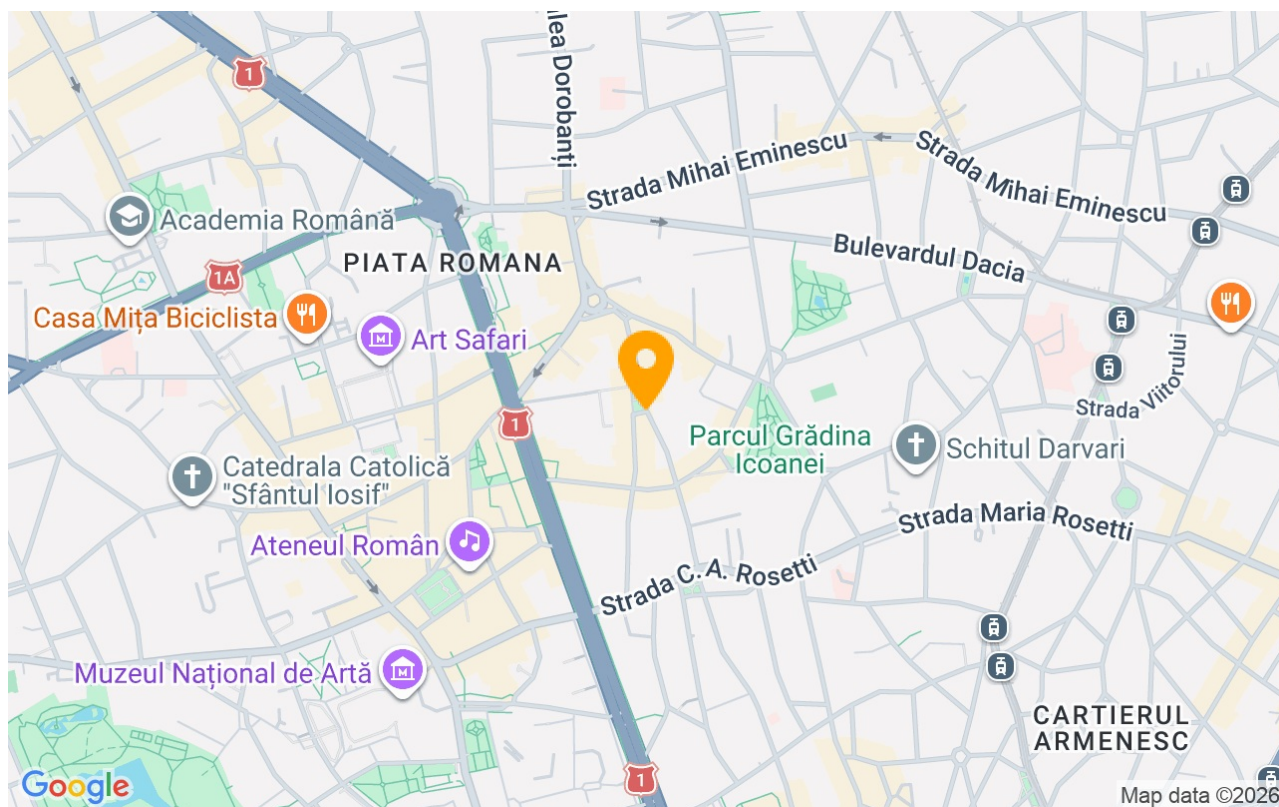 1
lea Dorobanți
Strada Mihai Eminescu
Strada Mihai Eminescu
Academia Română
PIATA ROMANA
Bulevardul Dacia
1A
Casa Mița Biciclista
Art Safari
Strada Viitorului
1
Parcul Grădina
Icoanei
Schitul Darvari
Catedrala Catolică
"Sfântul Iosif"
Strada Maria Rosetti
Ateneul Român
Strada C. A. Rosetti
M
Muzeul Național de Artă
M
CARTIERUL
ARMENESC
1
Google
Map data ©2026